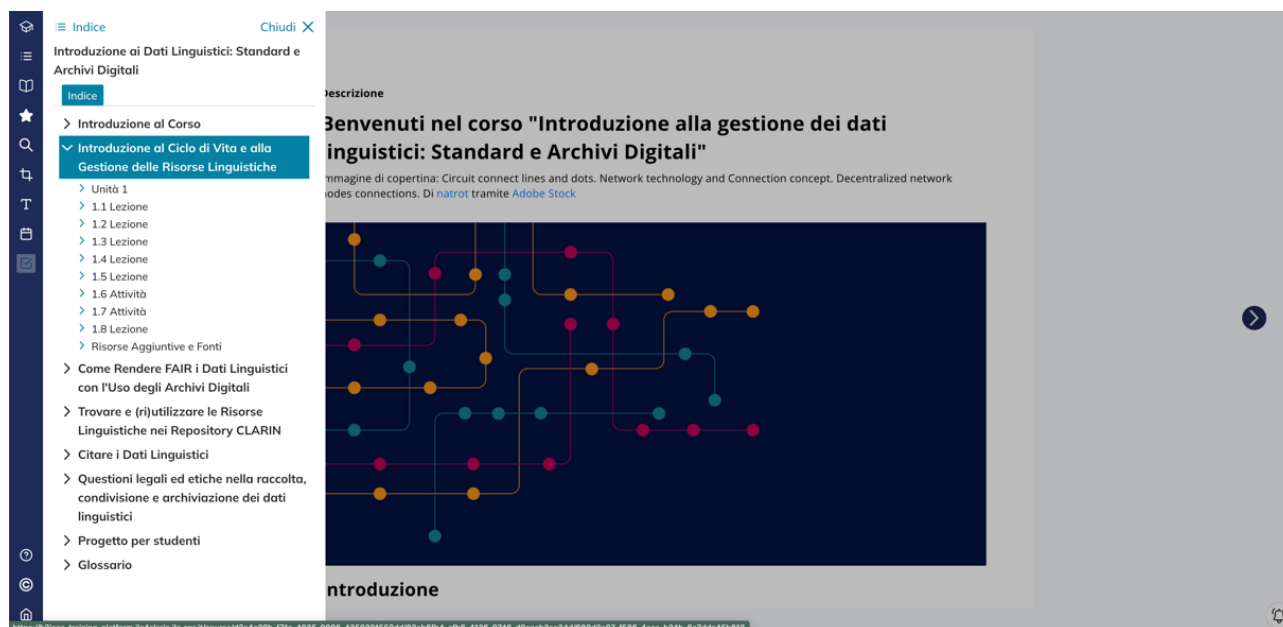 Indice
Chiudi
Introduzione ai Dati Linguistici: Standard e
Archivi Digitali
Indice
Introduzione al Corso
Introduzione al Ciclo di Vita e alla
Gestione delle Risorse Linguistiche
Unità 1
1.1 Lezione
1.2 Lezione
1.3 Lezione
1.4 Lezione
1.5 Lezione
1.6 Attività
1.7 Attività
1.8 Lezione
Risorse Aggiuntive e Fonti
Come Rendere FAIR i Dati Linguistici
con l'Uso degli Archivi Digitali
Trovare e (ri)utilizzare le Risorse
Linguistiche nei Repository CLARIN
Citare i Dati Linguistici
Questioni legali ed etiche nella raccolta,
condivisione e archiviazione dei dati
linguistici
Progetto per studenti
Glossario
Descrizione
Benvenuti nel corso "Introduzione alla gestione dei dati
linguistici: Standard e Archivi Digitali"
mmagine di copertina: Circuit connect lines and dots. Network technology and Connection concept. Decentralized network
nodes connections. Di natrot tramite Adobe Stock
ntroduzione